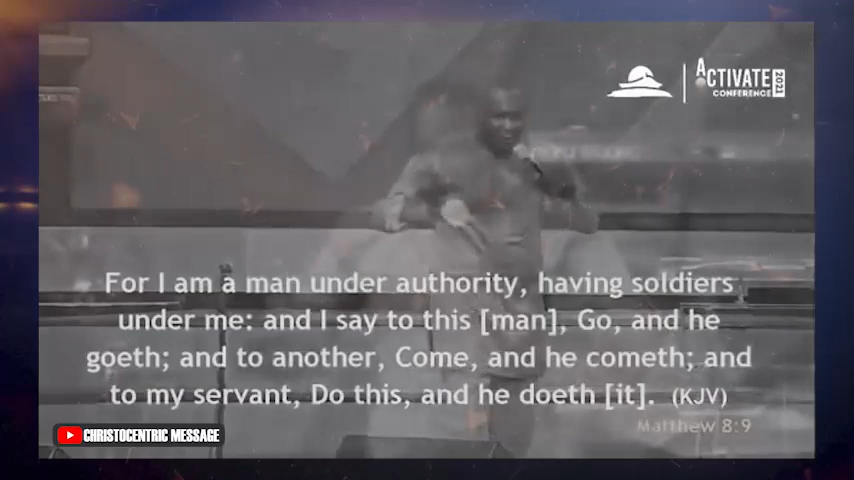 ACTIVATE
CONFERENCE 2021
For I am a man under authority, having soldiers
under me: and I say to this [man], Go, and he
goeth; and to another, Come, and he cometh; and
to my servant, Do this, and he doeth [it]. (KJV)
Matthew 8:9
CHRISTOCENTRIC MESSAGE